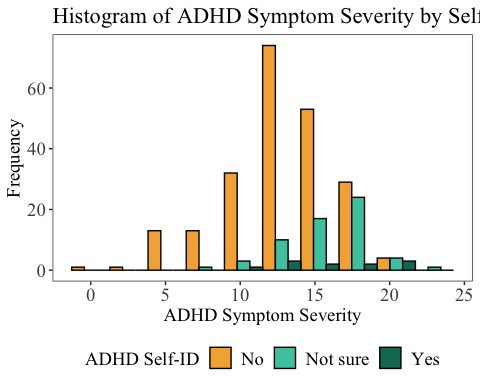 Histogram of ADHD Symptom Severity by Self
Frequency
60
40
20
0
0 5 10 15 20 25
ADHD Symptom Severity
ADHD Self-ID No Not sure Yes